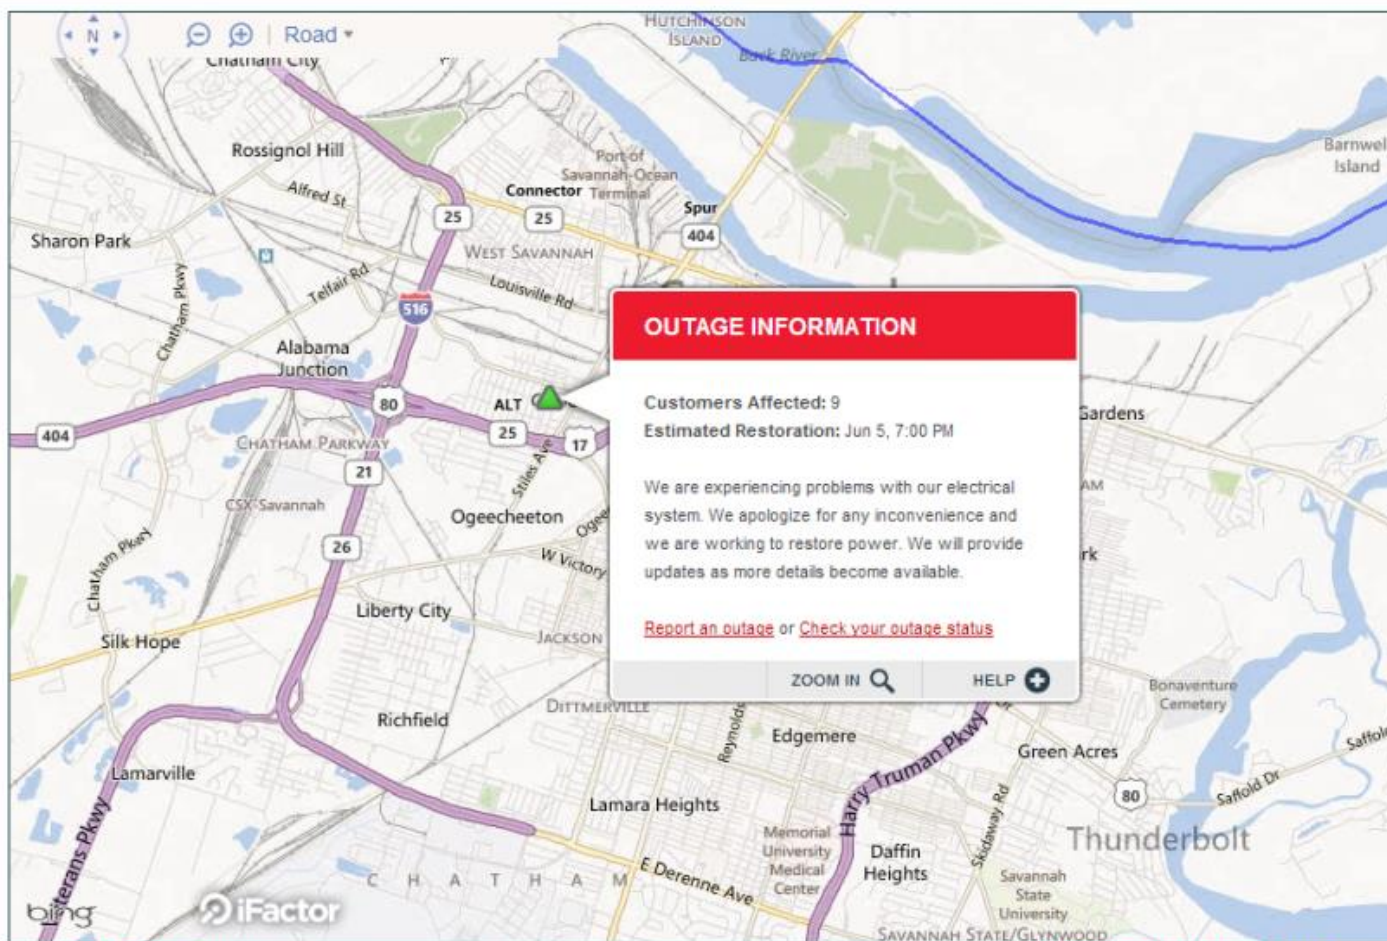 HUTCHINSON
ISLAND
N
Road
Back River
Chatham City
Barnwell
Island
Rossignol Hill
Port of
Savannah-Ocean
Terminal
Alfred St
Connector
25
25
Spur
404
Sharon Park
WEST SAVANNAH
Telfair Rd
Louisville Rd
Chatham Pkwy
516
OUTAGE INFORMATION
Alabama
Junction
80
ALT
25
17
404
Customers Affected: 9
Estimated Restoration: Jun 5, 7:00 PM
Gardens
CHATHAM PARKWAY
21
Stiles Ave
CSX-Savannah
We are experiencing problems with our electrical
system. We apologize for any inconvenience and
we are working to restore power. We will provide
updates as more details become available.
AM
Ogeecheeton
Ogee
26
W Victory
rk
Chatham Pkwy
Liberty City
Silk Hope
JACKSON
Report an outage or Check your outage status
ZOOM IN
HELP
Bonaventure
Cemetery
DITTMERVILLE
Richfield
Reynolds
Edgemere
Harry Truman Pkwy
Green Acres
Saffold
Lamarville
80
Saffold Dr
Lamara Heights
Skidaway Rd
Memorial
University
Medical
Center
Daffin
Heights
Thunderbolt
eterans Pkwy
E Derenne Ave
CHATHAM
Savannah
State
University
bing
iFactor
SAVANNAH STATE/GLYNWOOD